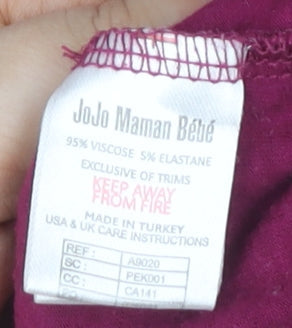 JoJo Maman Bébé
95% VISCOSE 5% ELASTANE
EXCLUSIVE OF TRIMS
KEEP AWAY
FROM FIRE
MADE IN TURKEY
USA & UK CARE INSTRUCTIONS
REF : A9020
SC : PEK001
CC : CA141